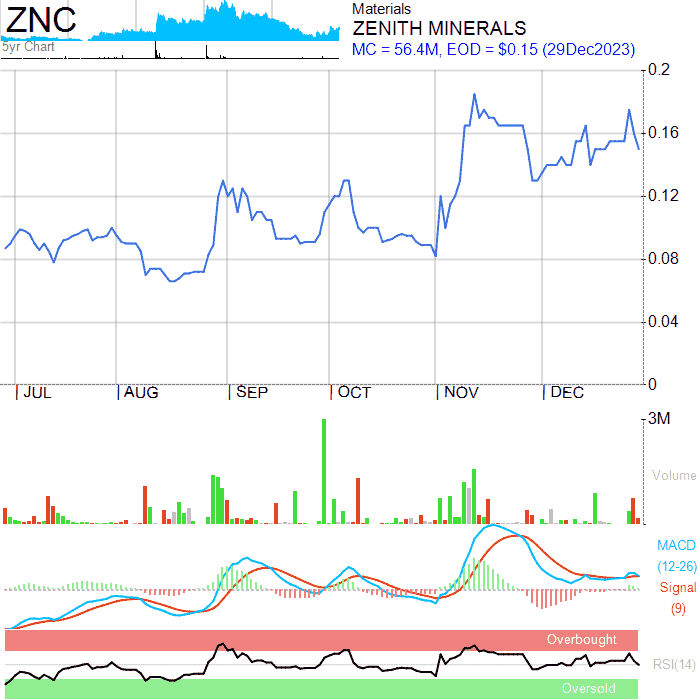 ZNC
5yr Chart
Materials
ZENITH MINERALS
MC = 56.4M, EOD = $0.15 (29Dec2023)
0.2
0.16
0.12
0.08
0.04
0
JUL AUG SEP OCT NOV DEC
3M
Volume
MACD
(12-26)
Signal
(9)
Overbought
RSI(14)
Oversold